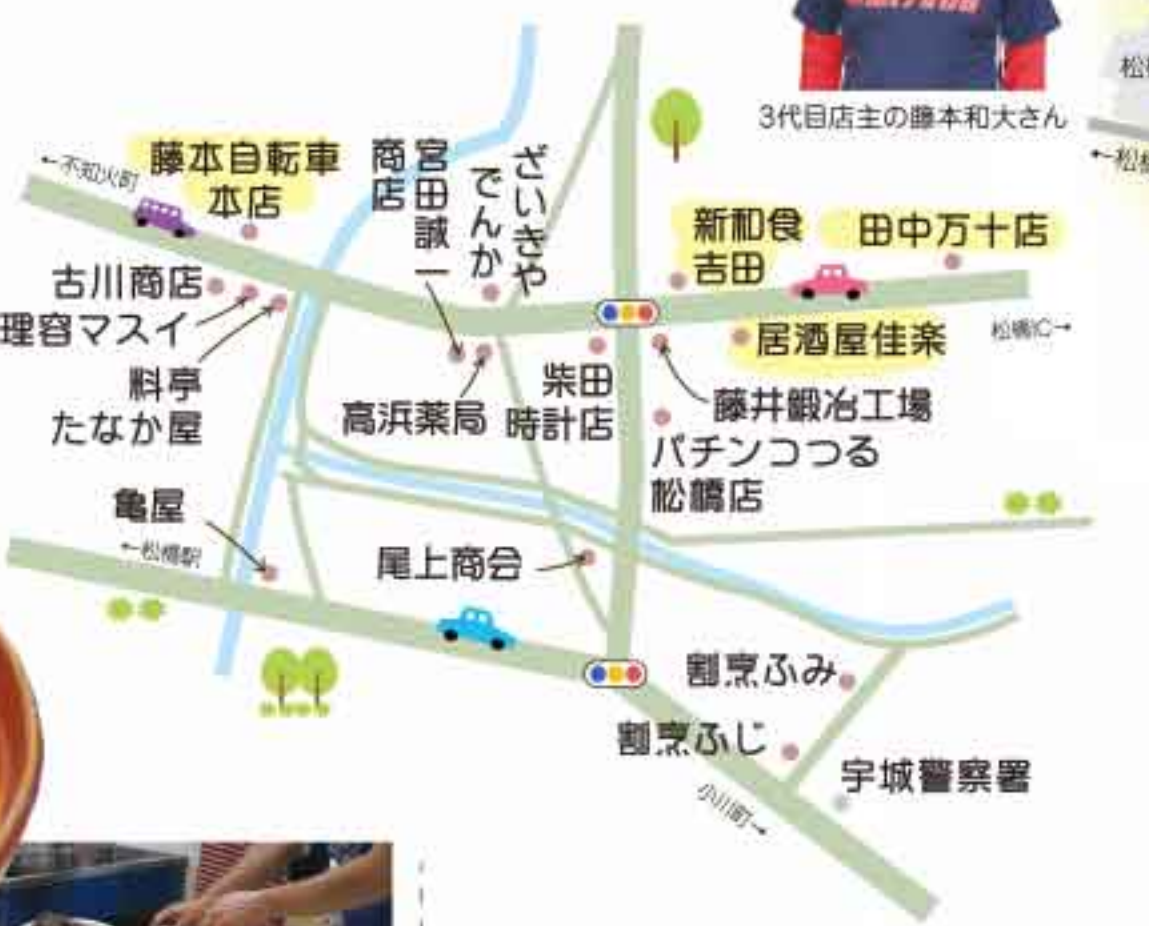 3代目店主の藤本和大さん
←不知火町
藤本自転車
本店
宮田誠一
商店
ざいきや
でんか
新和食
吉田
田中万十店
古川商店
理容マスイ
料亭
たなか屋
高浜薬局
柴田
時計店
居酒屋佳楽
松橋IC→
藤井鍛冶工場
パチンコつる
松橋店
亀屋
←松橋駅
尾上商会
割烹ふみ
割烹ふじ
宇城警察署
小川町→